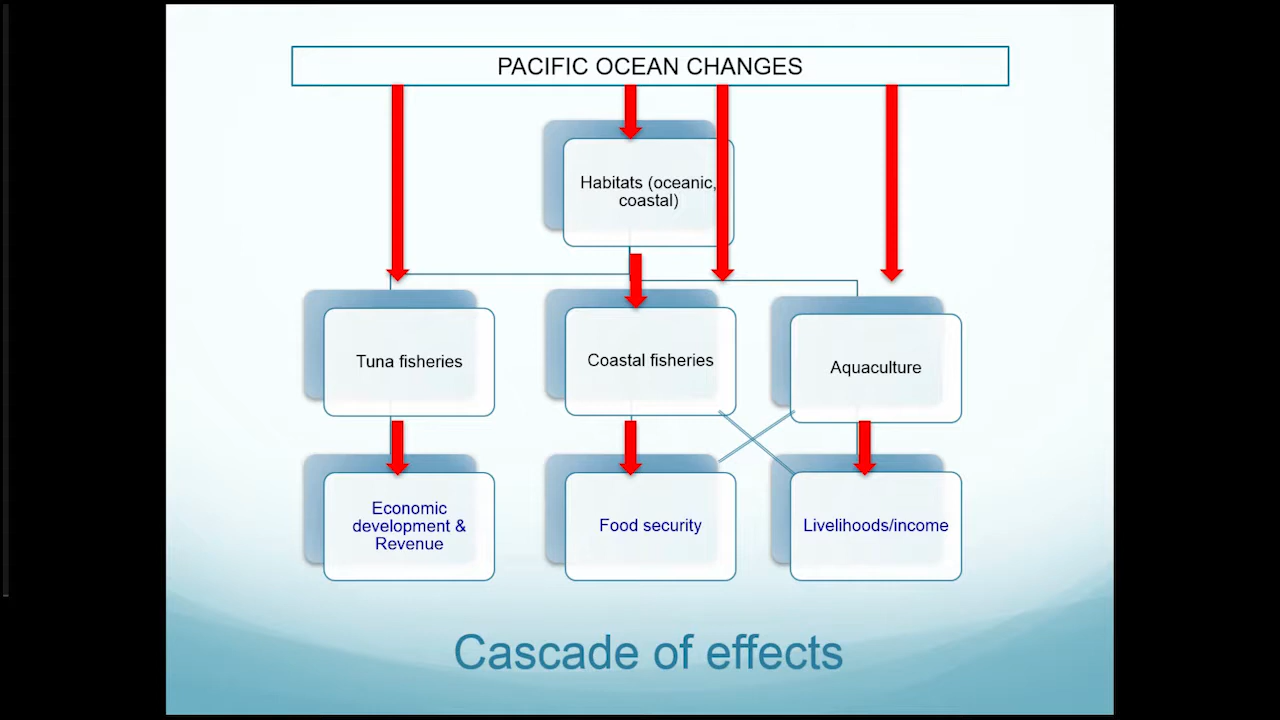 PACIFIC OCEAN CHANGES
Habitats (oceanic,
coastal)
Tuna fisheries
Coastal fisheries
Aquaculture
Economic
development &
Revenue
Food security
Livelihoods/income
Cascade of effects